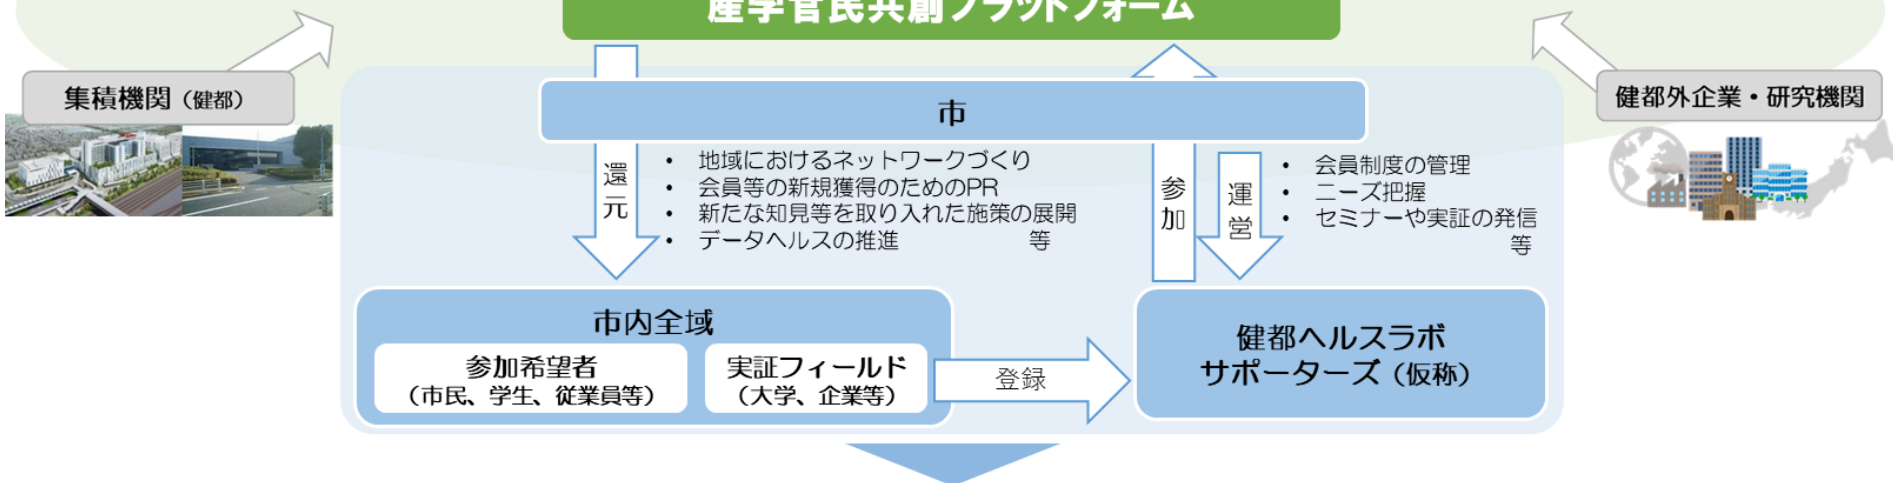 産学官民共創プラットフォーム
集積機関（健都）
健都外企業・研究機関
市
還元
・ 地域におけるネットワークづくり
・ 会員等の新規獲得のためのPR
・ 新たな知見等を取り入れた施策の展開
・ データヘルスの推進 等
参加
運営
・ 会員制度の管理
・ ニーズ把握
・ セミナーや実証の発信
等
市内全域
参加希望者
（市民、学生、従業員等）
実証フィールド
（大学、企業等）
登録
健都ヘルスラボ
サポーターズ（仮称）